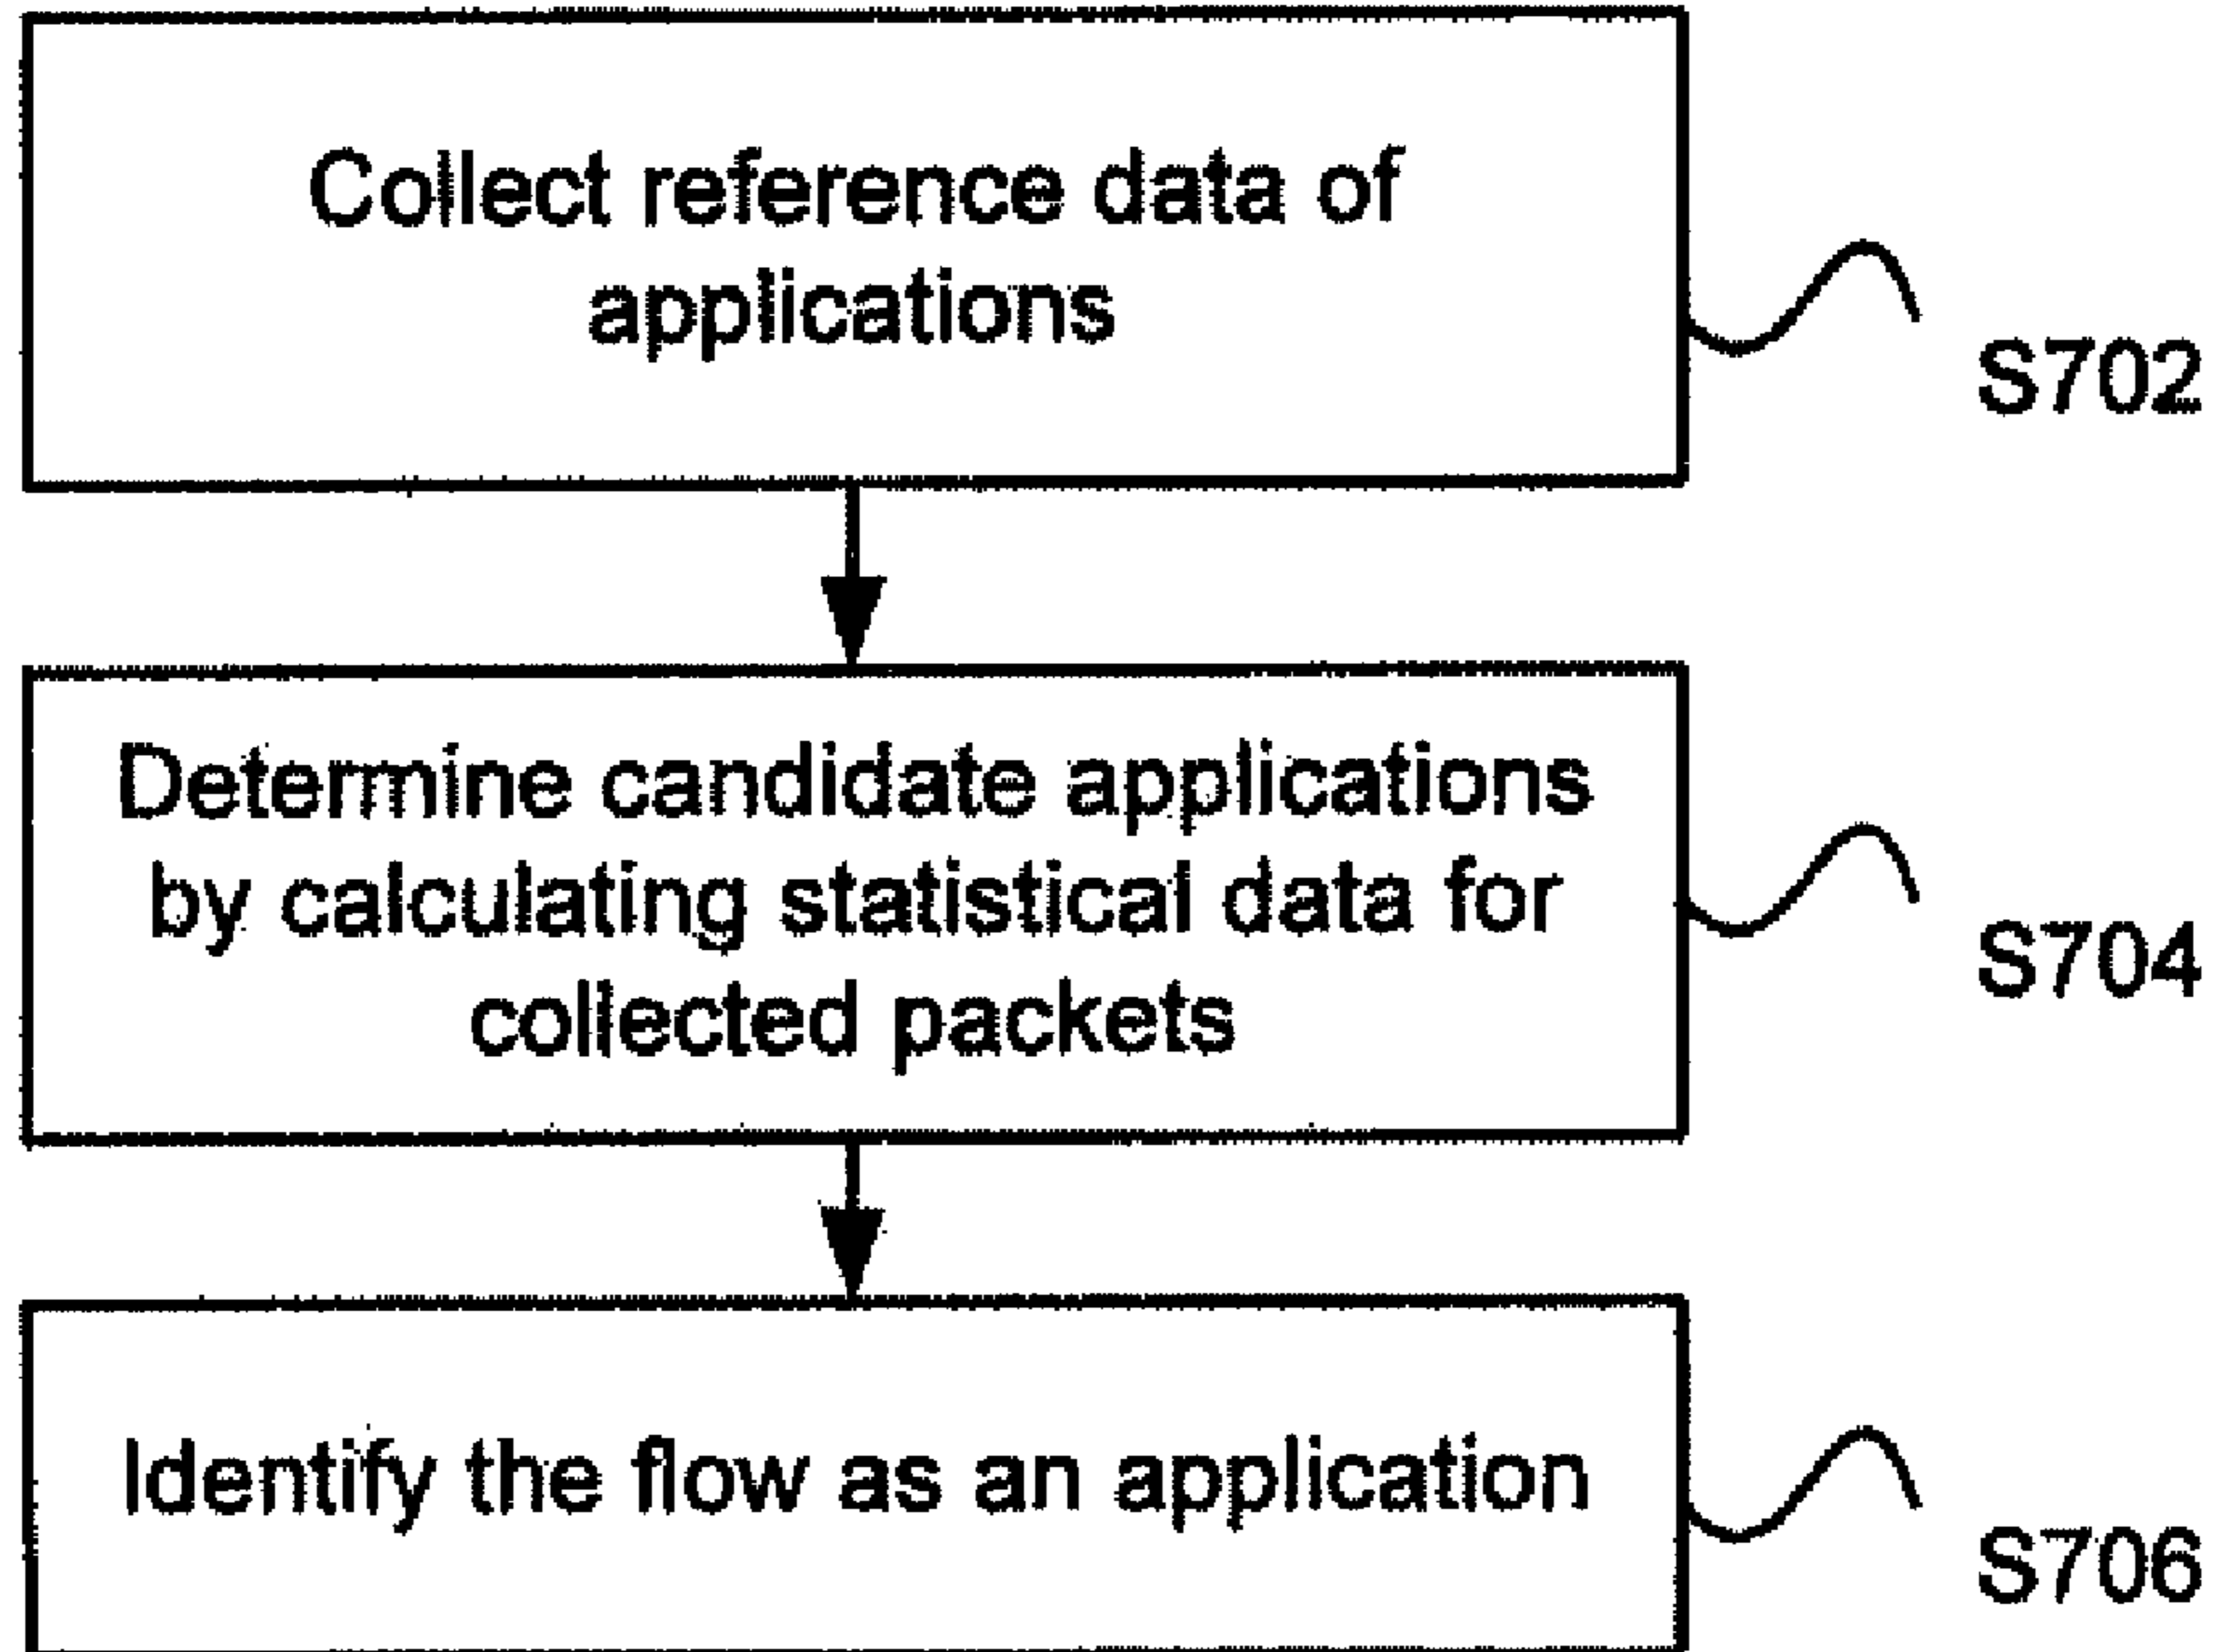 Collect reference data of
applications
S702
Determine candidate applications
by calculating statistical data for
collected packets
S704
Identify the flow as an application
S706